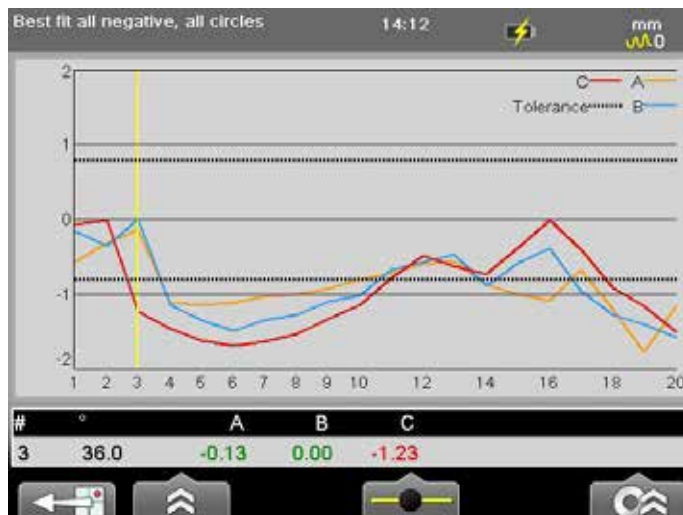 Best fit all negative, all circles 14:12 mm
0
2
C A
Tolerance B
1
0
-1
-2
1 2 3 4 5 6 7 8 9 10 12 14 16 18 20
# ° A B C
3 36.0 -0.13 0.00 -1.23